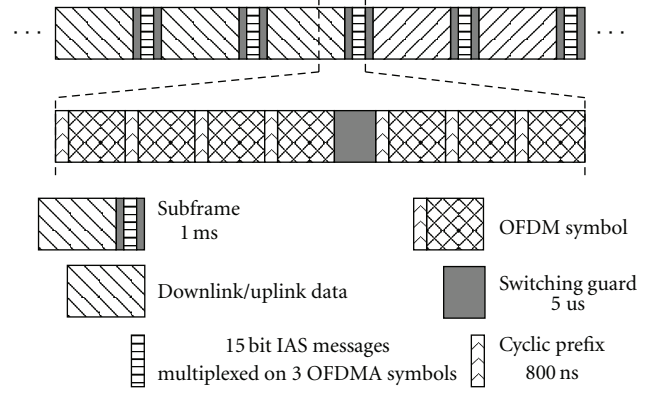 ··· ···
Subframe
1 ms
OFDM symbol
Downlink/uplink data
Switching guard
5 us
15 bit IAS messages
multiplexed on 3 OFDMA symbols
Cyclic prefix
800 ns